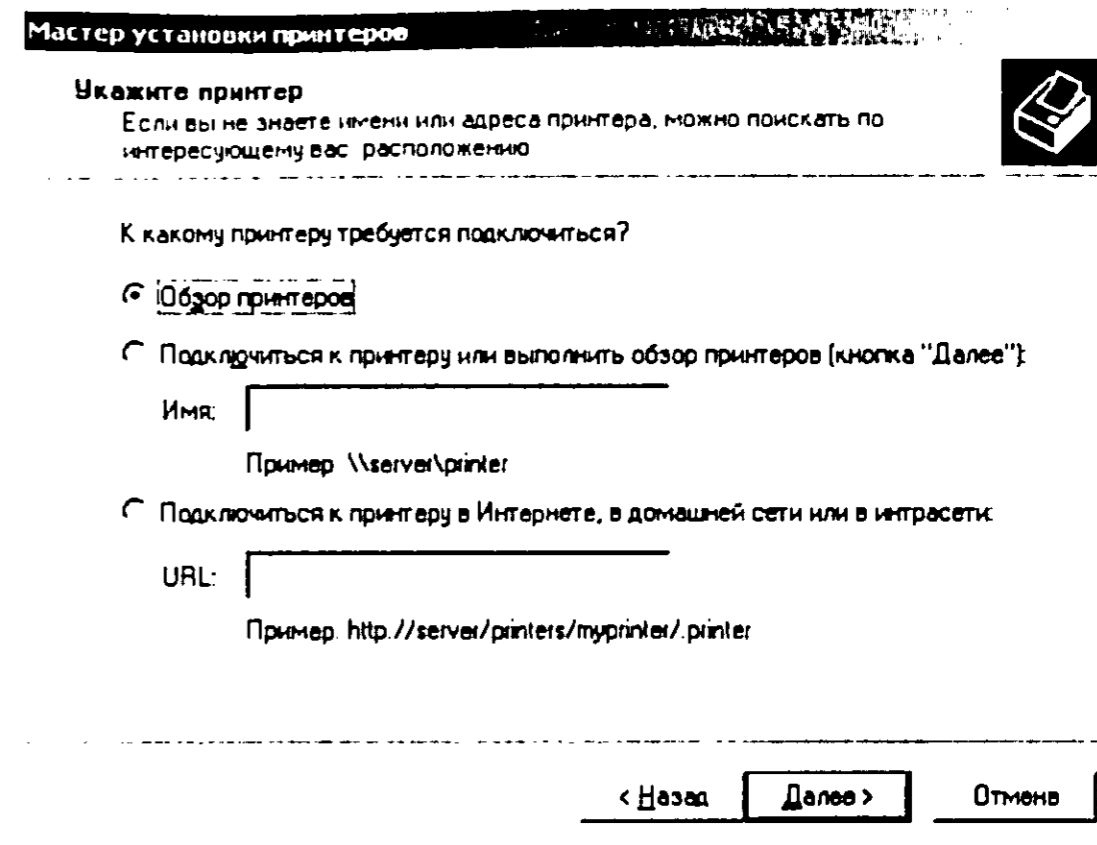 Мастер установки принтеров
Укажите принтер
Если вы не знаете имени или адреса принтера, можно поискать по
интересующему вас расположению
К какому принтеру требуется подключиться?
Обзор принтеров
Подключиться к принтеру или выполнить обзор принтеров (кнопка "Далее"):
Имя:
Пример: \\server\printer
Подключиться к принтеру в Интернете, в домашней сети или в интрасети:
URL:
Пример: http://server/printers/myprinter/.printer
< Назад Далее > Отмена